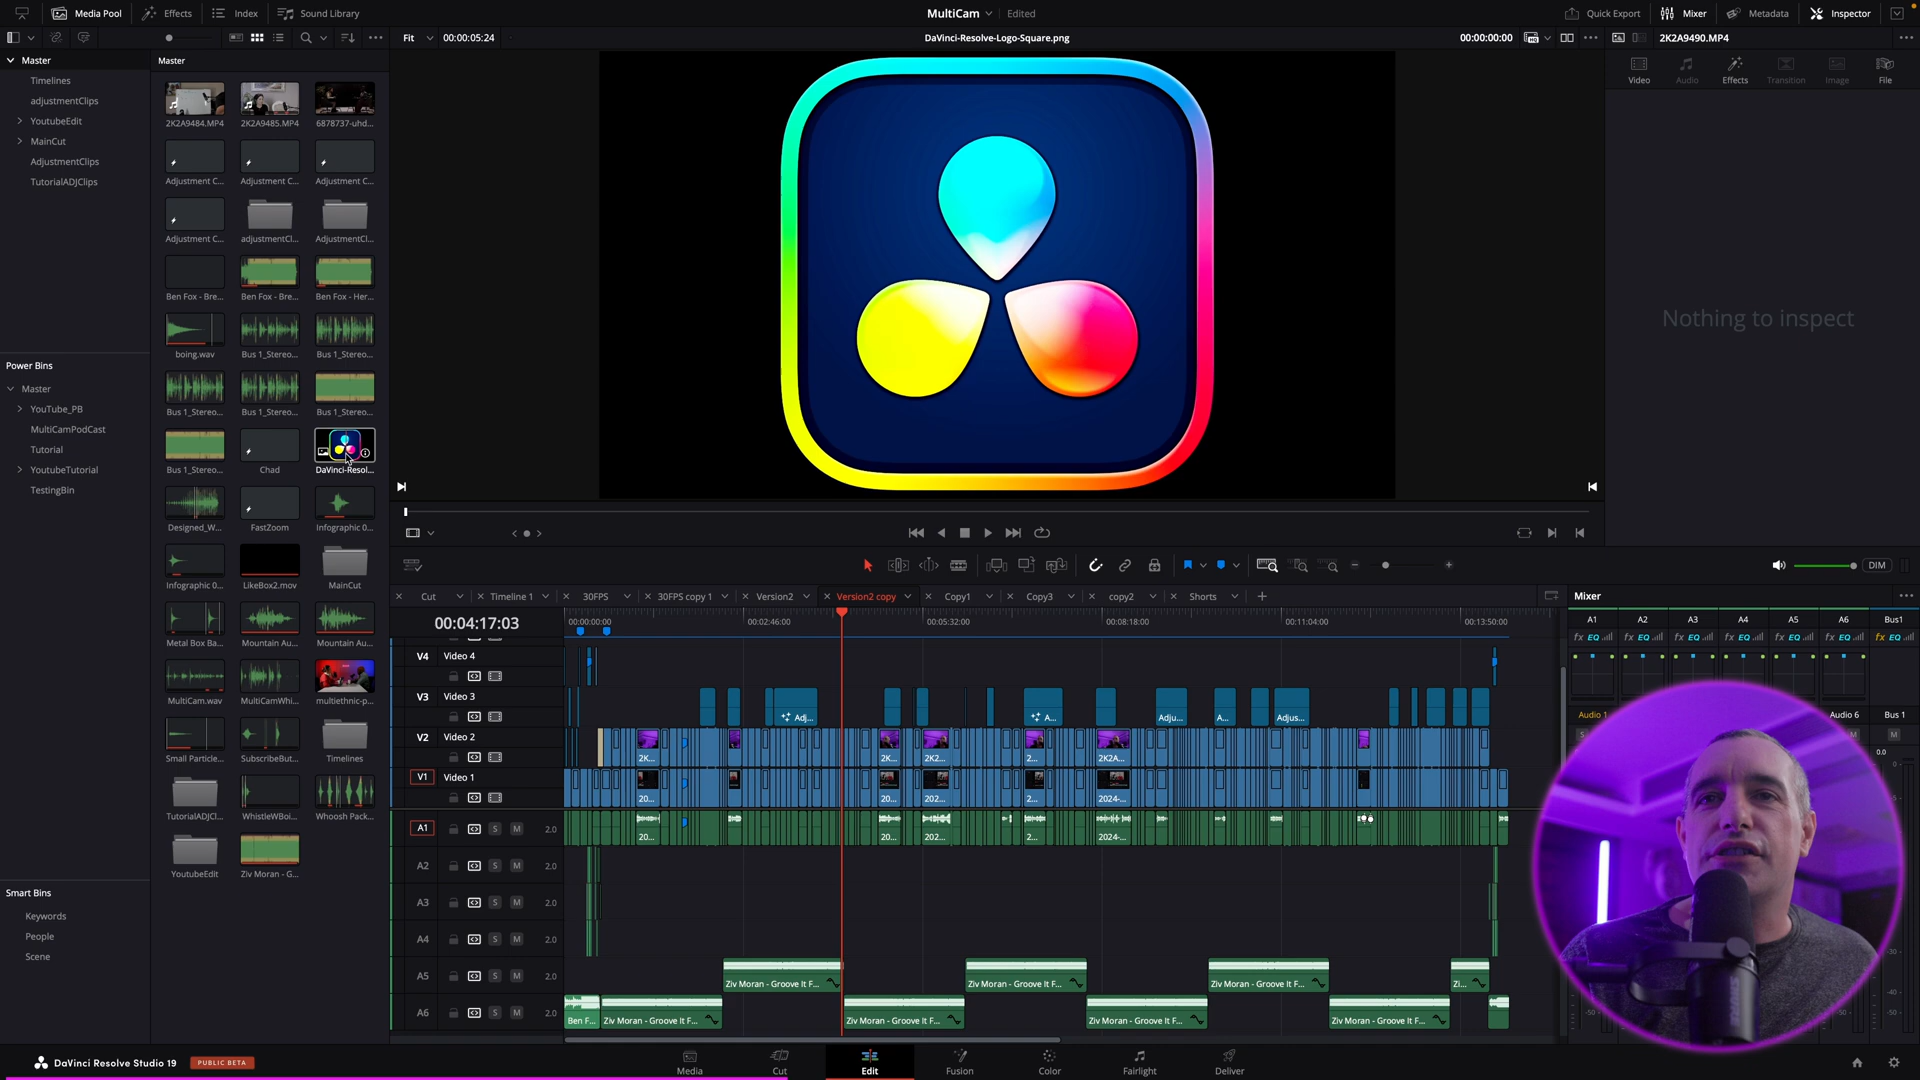 Media Pool
Effects
Index
Sound Library
MultiCam
Edited
Quick Export
Mixer
Metadata
Inspector
Fit
00:00:05:24
DaVinci-Resolve-Logo-Square.png
00:00:00:00
2K2A9490.MP4
Master
Timelines
adjustmentClips
YoutubeEdit
MainCut
AdjustmentClips
TutorialADJClips
Power Bins
Master
YouTube_PB
MultiCamPodCast
Tutorial
YoutubeTutorial
TestingBin
Smart Bins
Keywords
People
Scene
Master
2K2A9484.MP4
2K2A9485.MP4
6878737-uhd...
Adjustment C...
Adjustment C...
Adjustment C...
Adjustment C...
adjustmentCl...
AdjustmentCl...
Ben Fox - Bre...
Ben Fox - Bre...
Ben Fox - Her...
boing.wav
Bus 1_Stereo...
Bus 1_Stereo...
Bus 1_Stereo...
Bus 1_Stereo...
Bus 1_Stereo...
Bus 1_Stereo...
Chad
DaVinci-Resol...
Designed_W...
FastZoom
Infographic 0...
Infographic 0...
LikeBox2.mov
MainCut
Metal Box Ba...
Mountain Au...
Mountain Au...
MultiCam.wav
MultiCamWhi...
multiethnic-p...
Small Particle...
SubscribeBut...
Timelines
TutorialADJCl...
WhistleWBoi...
Whoosh Pack...
YoutubeEdit
Ziv Moran - G...
Video
Audio
Effects
Transition
Image
File
Nothing to inspect
DIM
Cut
Timeline 1
30FPS
30FPS copy 1
Version2
Version2 copy
Copy1
Copy3
copy2
Shorts
00:04:17:03
00:00:00:00
00:02:46:00
00:05:32:00
00:08:18:00
00:11:04:00
00:13:50:00
V4 Video 4
V3 Video 3
Adj...
A...
Adju...
A...
Adjus...
V2 Video 2
2K...
2K...
2K2...
2...
2K2A...
V1 Video 1
20...
20...
202...
2...
2024-...
A1 S M 2.0
20...
20...
202...
2...
2024-...
A2 S M 2.0
A3 S M 2.0
A4 S M 2.0
A5 S M 2.0
Ziv Moran - Groove It F...
Ziv Moran - Groove It F...
Ziv Moran - Groove It F...
Zi...
A6 S M 2.0
Ben F...
Ziv Moran - Groove It F...
Ziv Moran - Groove It F...
Ziv Moran - Groove It F...
Ziv Moran - Groove It F...
Mixer
A1 A2 A3 A4 A5 A6 Bus1
fx EQ fx EQ fx EQ fx EQ fx EQ fx EQ fx EQ
Audio 1
Audio 6
Bus 1
S
M
M
0.0
DaVinci Resolve Studio 19
PUBLIC BETA
Media
Cut
Edit
Fusion
Color
Fairlight
Deliver